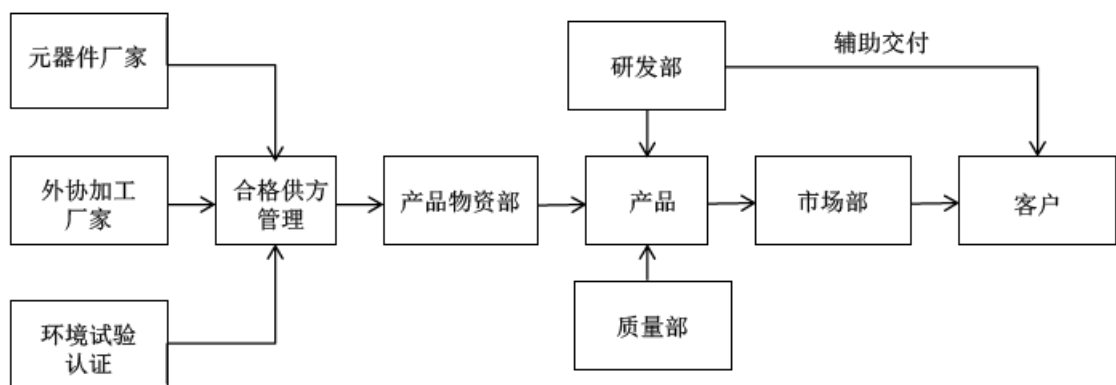 元器件厂家
外协加工
厂家
环境试验
认证
合格供方
管理
产品物资部
研发部
产品
质量部
市场部
辅助交付
客户